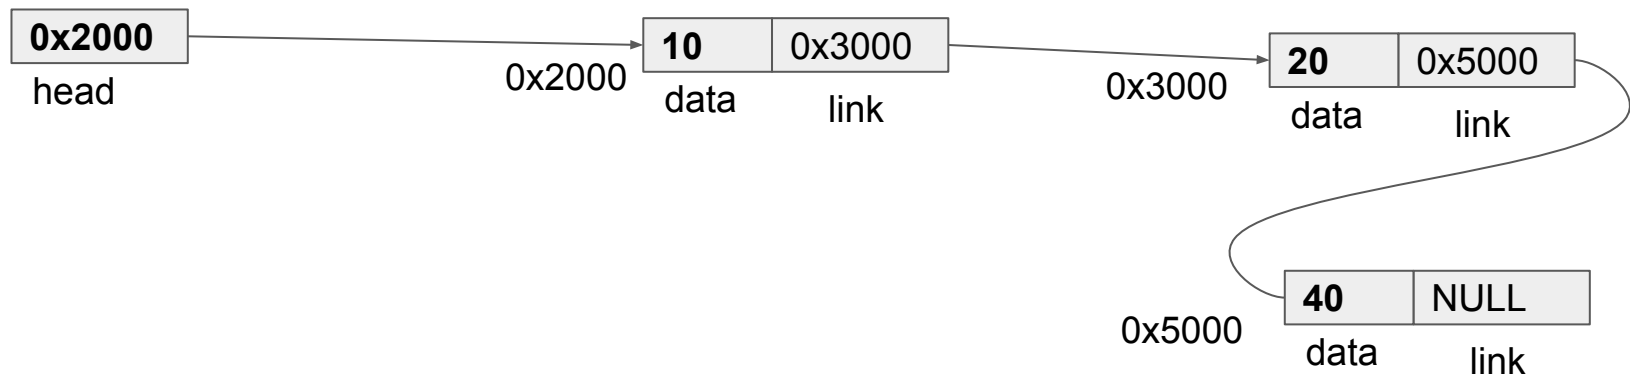 0x2000
head
0x2000
10 0x3000
data link
0x3000
20 0x5000
data link
0x5000
40 NULL
data link